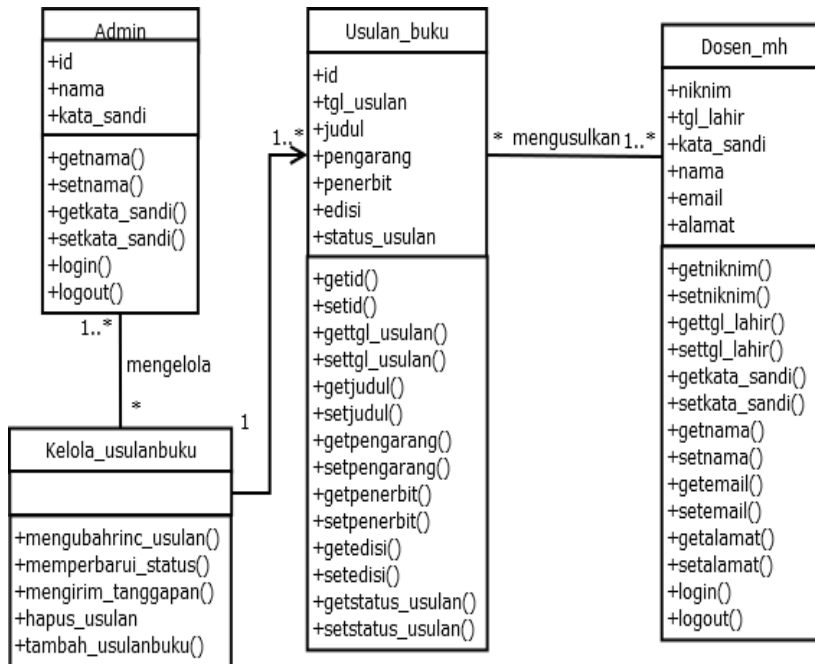 Admin
+id
+nama
+kata_sandi
+getnama()
+setnama()
+getkata_sandi()
+setkata_sandi()
+login()
+logout()
1..*
mengelola
*
Kelola_usulanbuku
+mengubahrinc_usulan()
+memperbarui_status()
+mengirim_tanggapan()
+hapus_usulan
+tambah_usulanbuku()
1
1..*
Usulan_buku
+id
+tgl_usulan
+judul
+pengarang
+penerbit
+edisi
+status_usulan
+getid()
+setid()
+gettgl_usulan()
+settgl_usulan()
+getjudul()
+setjudul()
+getpengarang()
+setpengarang()
+getpenerbit()
+setpenerbit()
+getedisi()
+setedisi()
+getstatus_usulan()
+setstatus_usulan()
* mengusulkan 1..*
Dosen_mh
+niknim
+tgl_lahir
+kata_sandi
+nama
+email
+alamat
+getniknim()
+setniknim()
+gettgl_lahir()
+settgl_lahir()
+getkata_sandi()
+setkata_sandi()
+getnama()
+setnama()
+getemail()
+setemail()
+getalamat()
+setalamat()
+login()
+logout()